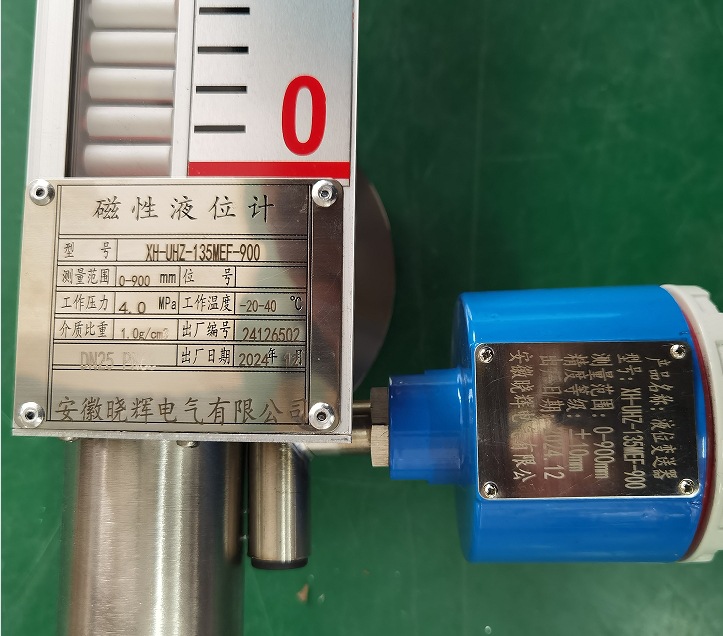 0
磁性液位计
型 号 XH-UHZ-135MEF-900
测量范围 0-900 mm 位 号
工作压力 4.0 MPa 工作温度 -20-40 ℃
介质比重 1.0g/cm3 出厂编号 24126502
DN25 出厂日期 2024年 月
安徽晓辉电气有限公司
产品名称：液位变送器
型号：XH-UHZ-135MEF-900
测量范围：0-900mm
精度等级：±10mm
出厂日期 2024.12
安徽晓辉 气有限公